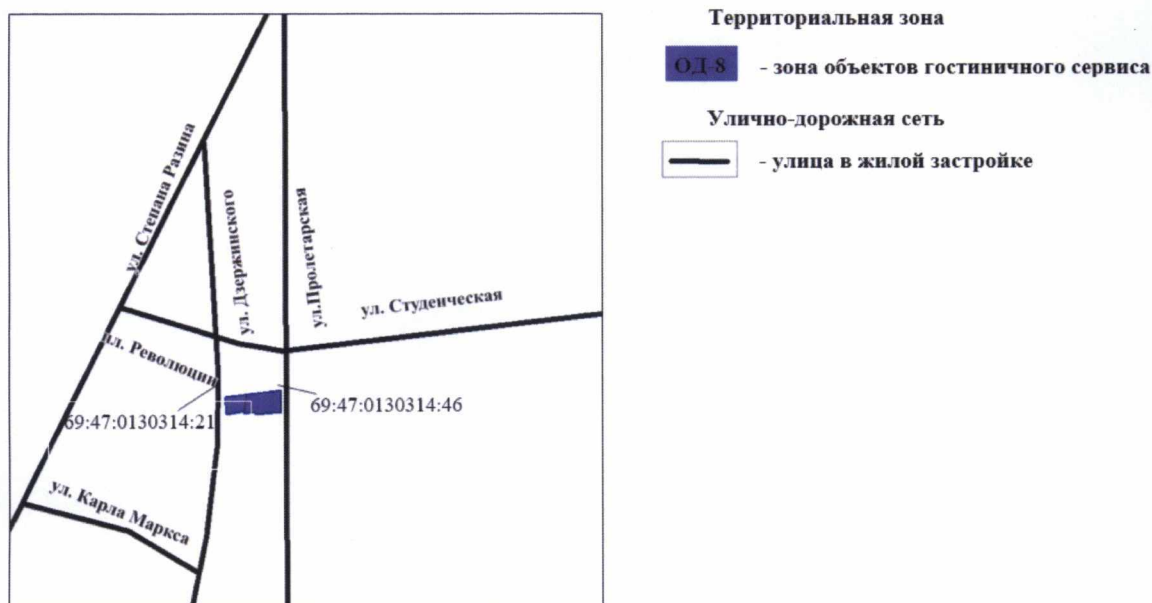 Территориальная зона
ОД-8 - зона объектов гостиничного сервиса
Улично-дорожная сеть
- улица в жилой застройке
ул. Степана Разина
ул. Дзержинского
ул.Пролетарская
ул. Студенческая
пл. Революции
69:47:0130314:21
69:47:0130314:46
ул. Карла Маркса